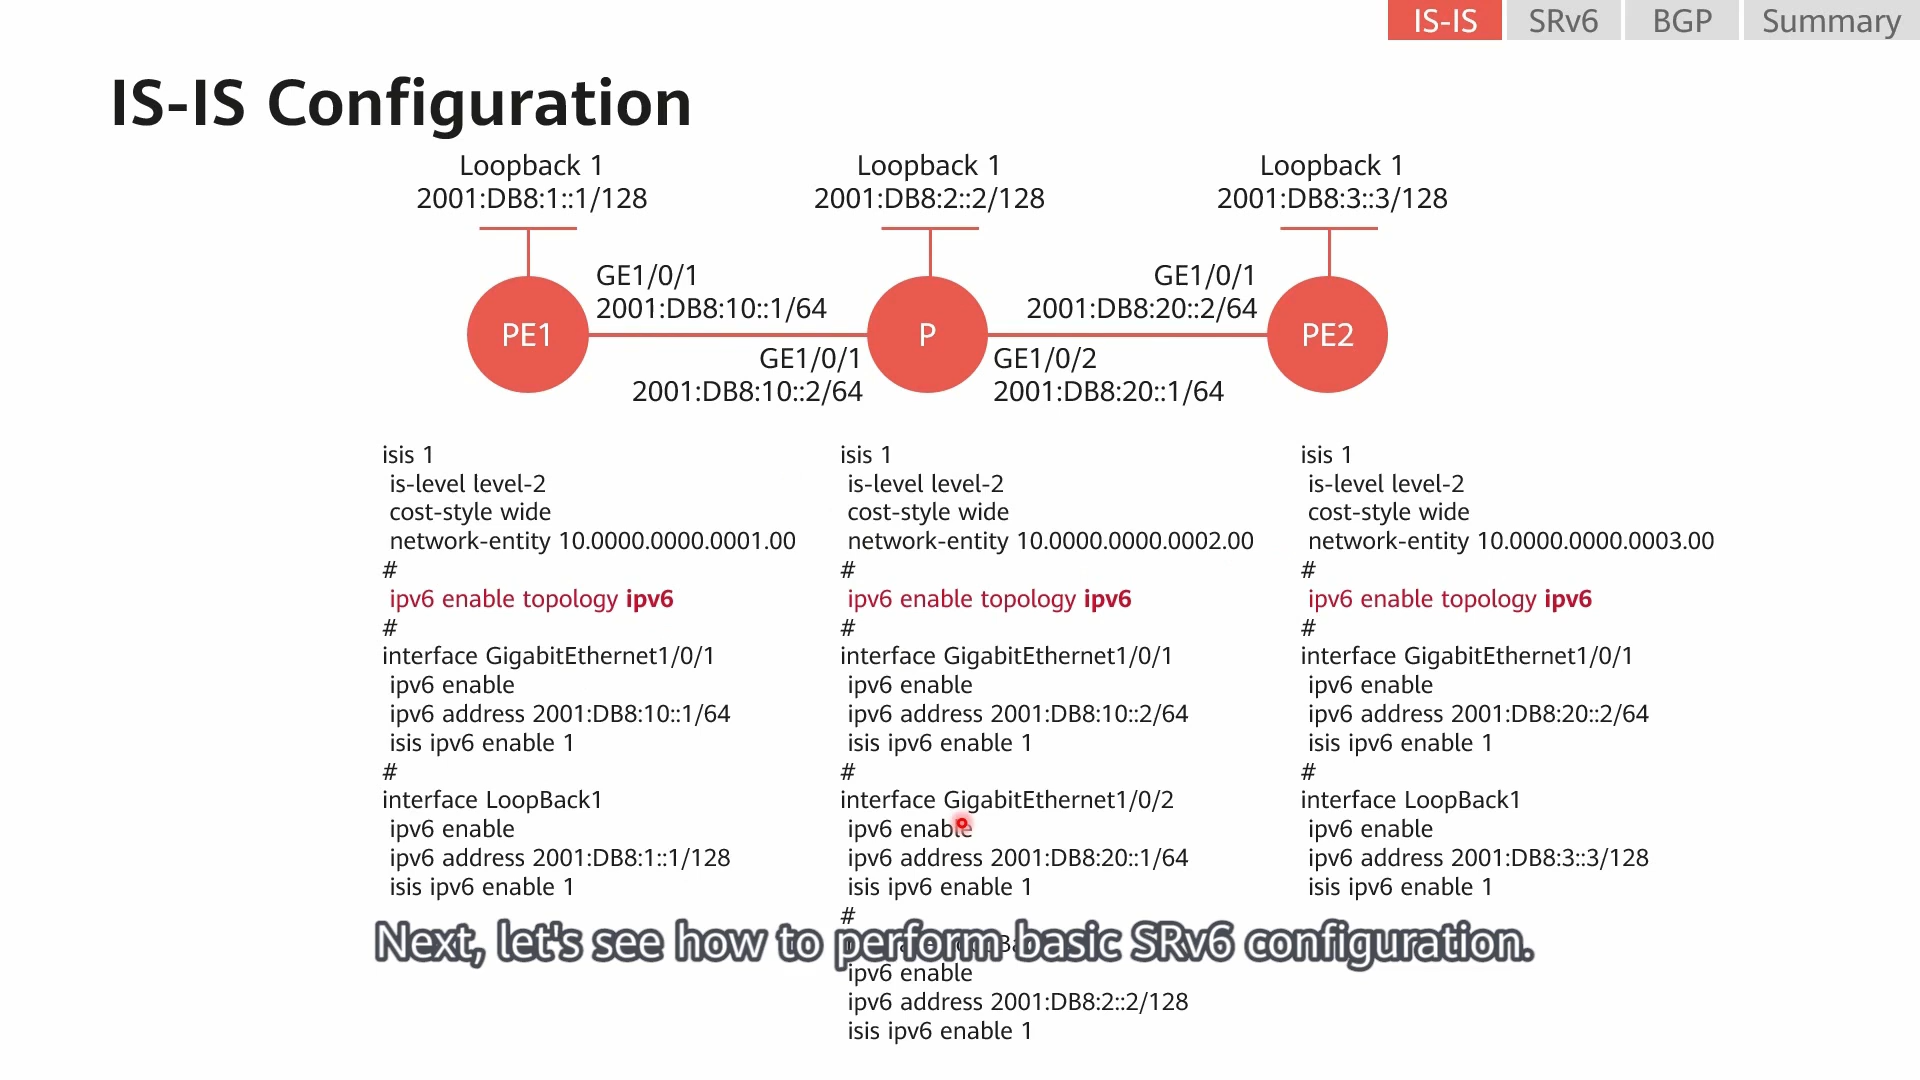 IS-IS
SRv6
BGP
Summary
IS-IS Configuration
Loopback 1
2001:DB8:1::1/128
Loopback 1
2001:DB8:2::2/128
Loopback 1
2001:DB8:3::3/128
GE1/0/1
2001:DB8:10::1/64
GE1/0/1
2001:DB8:20::2/64
PE1
P
PE2
GE1/0/1
2001:DB8:10::2/64
GE1/0/2
2001:DB8:20::1/64
isis 1
is-level level-2
cost-style wide
network-entity 10.0000.0000.0001.00
#
ipv6 enable topology ipv6
#
interface GigabitEthernet1/0/1
ipv6 enable
ipv6 address 2001:DB8:10::1/64
isis ipv6 enable 1
#
interface LoopBack1
ipv6 enable
ipv6 address 2001:DB8:1::1/128
isis ipv6 enable 1
isis 1
is-level level-2
cost-style wide
network-entity 10.0000.0000.0002.00
#
ipv6 enable topology ipv6
#
interface GigabitEthernet1/0/1
ipv6 enable
ipv6 address 2001:DB8:10::2/64
isis ipv6 enable 1
#
interface GigabitEthernet1/0/2
ipv6 enable
ipv6 address 2001:DB8:20::1/64
isis ipv6 enable 1
#
ipv6 enable
ipv6 address 2001:DB8:2::2/128
isis ipv6 enable 1
isis 1
is-level level-2
cost-style wide
network-entity 10.0000.0000.0003.00
#
ipv6 enable topology ipv6
#
interface GigabitEthernet1/0/1
ipv6 enable
ipv6 address 2001:DB8:20::2/64
isis ipv6 enable 1
#
interface LoopBack1
ipv6 enable
ipv6 address 2001:DB8:3::3/128
isis ipv6 enable 1
Next, let's see how to perform basic SRv6 configuration.